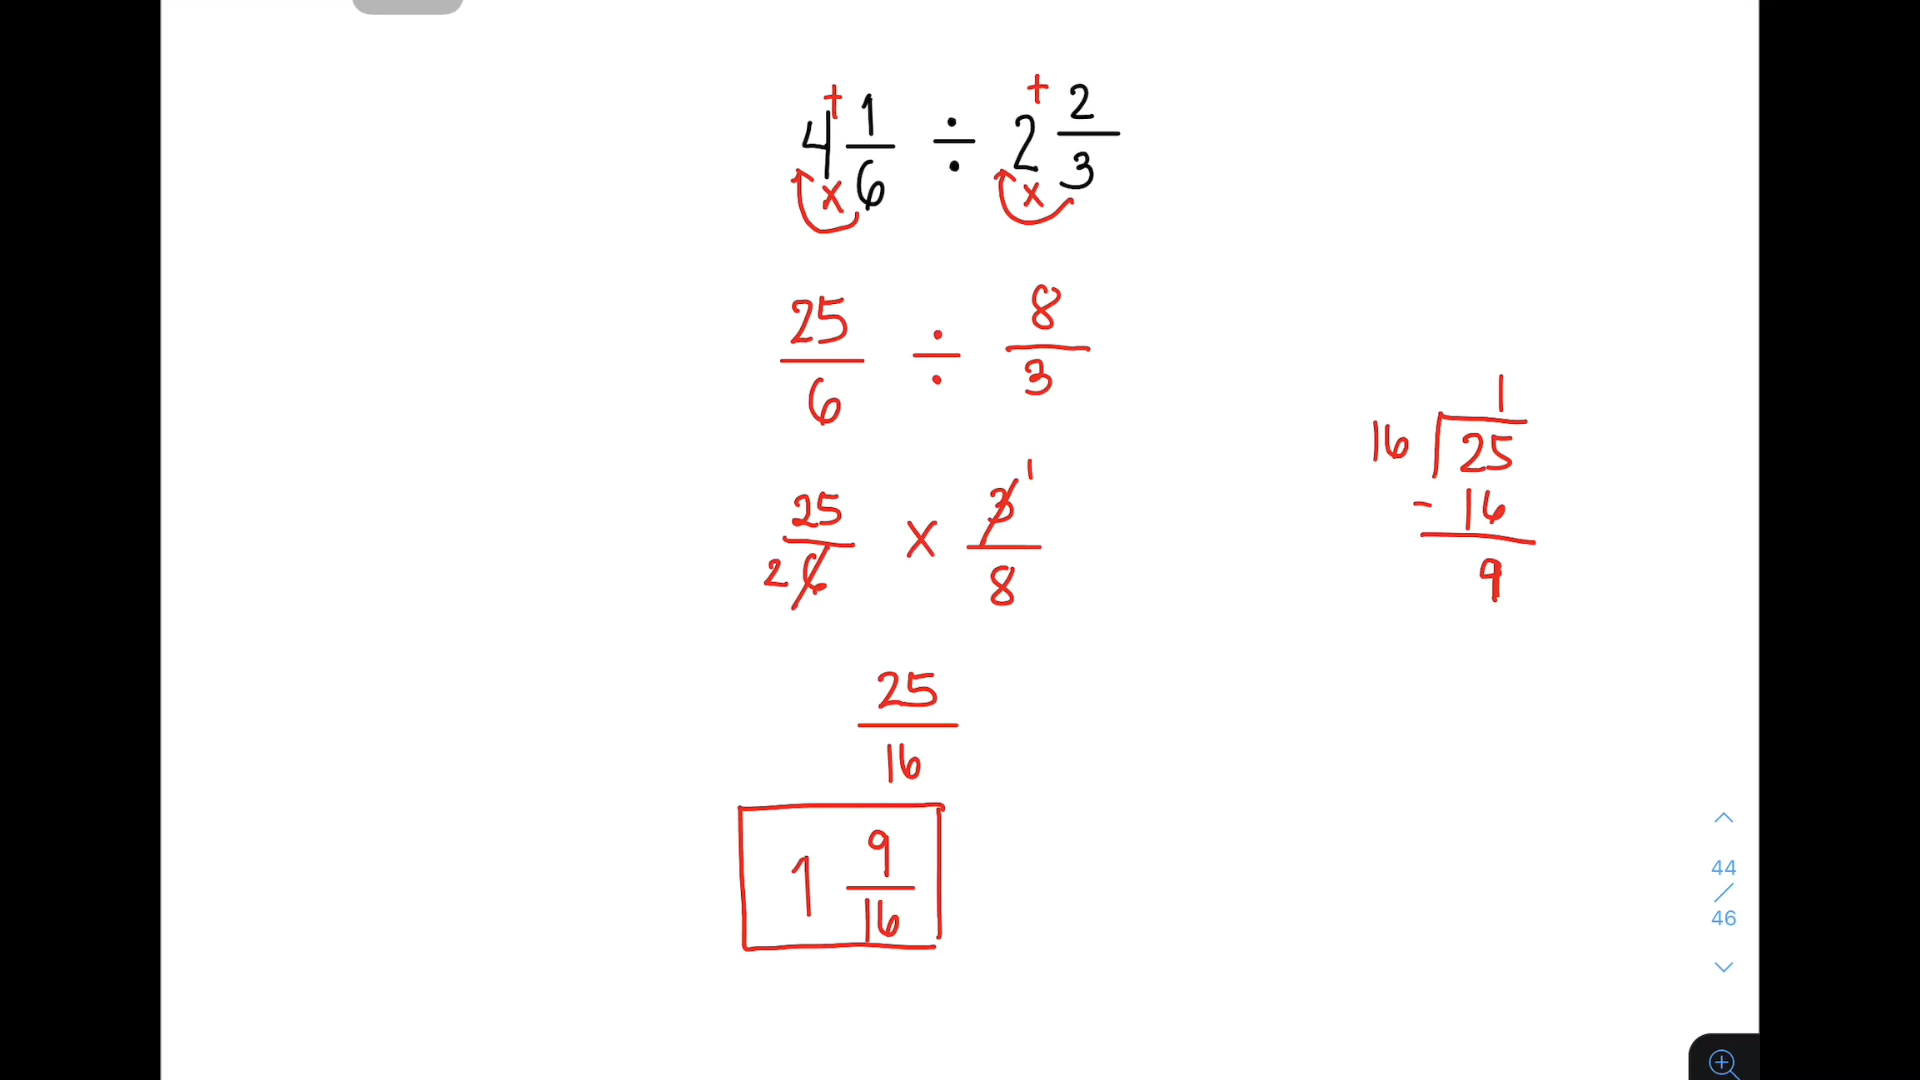 4 1/6 ÷ 2 2/3
+ x + x
25/6 ÷ 8/3
25/6 x 3/8
2 1
25/16
1 9/16
1
16 25
- 16
9
44
/
46